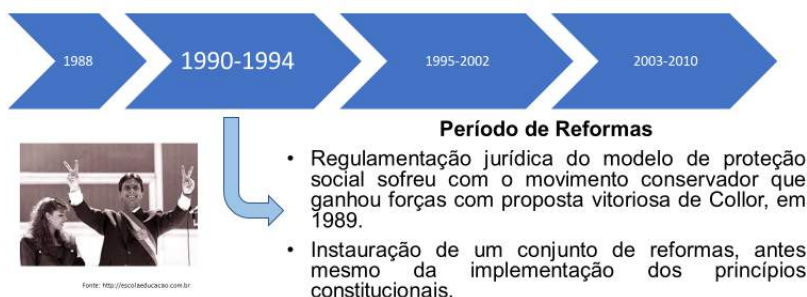 1988
1990-1994
1995-2002
2003-2010
Período de Reformas
• Regulamentação jurídica do modelo de proteção
social sofreu com o movimento conservador que
ganhou forças com proposta vitoriosa de Collor, em
1989.
• Instauração de um conjunto de reformas, antes
mesmo da implementação dos princípios
constitucionais.
Fonte: http://escolaeducacao.com.br